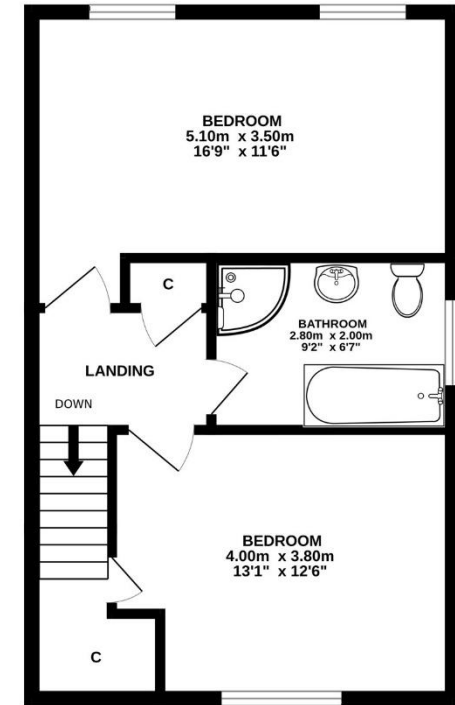 BEDROOM
5.10m x 3.50m
16'9" x 11'6"
C
BATHROOM
2.80m x 2.00m
9'2" x 6'7"
LANDING
DOWN
BEDROOM
4.00m x 3.80m
13'1" x 12'6"
C